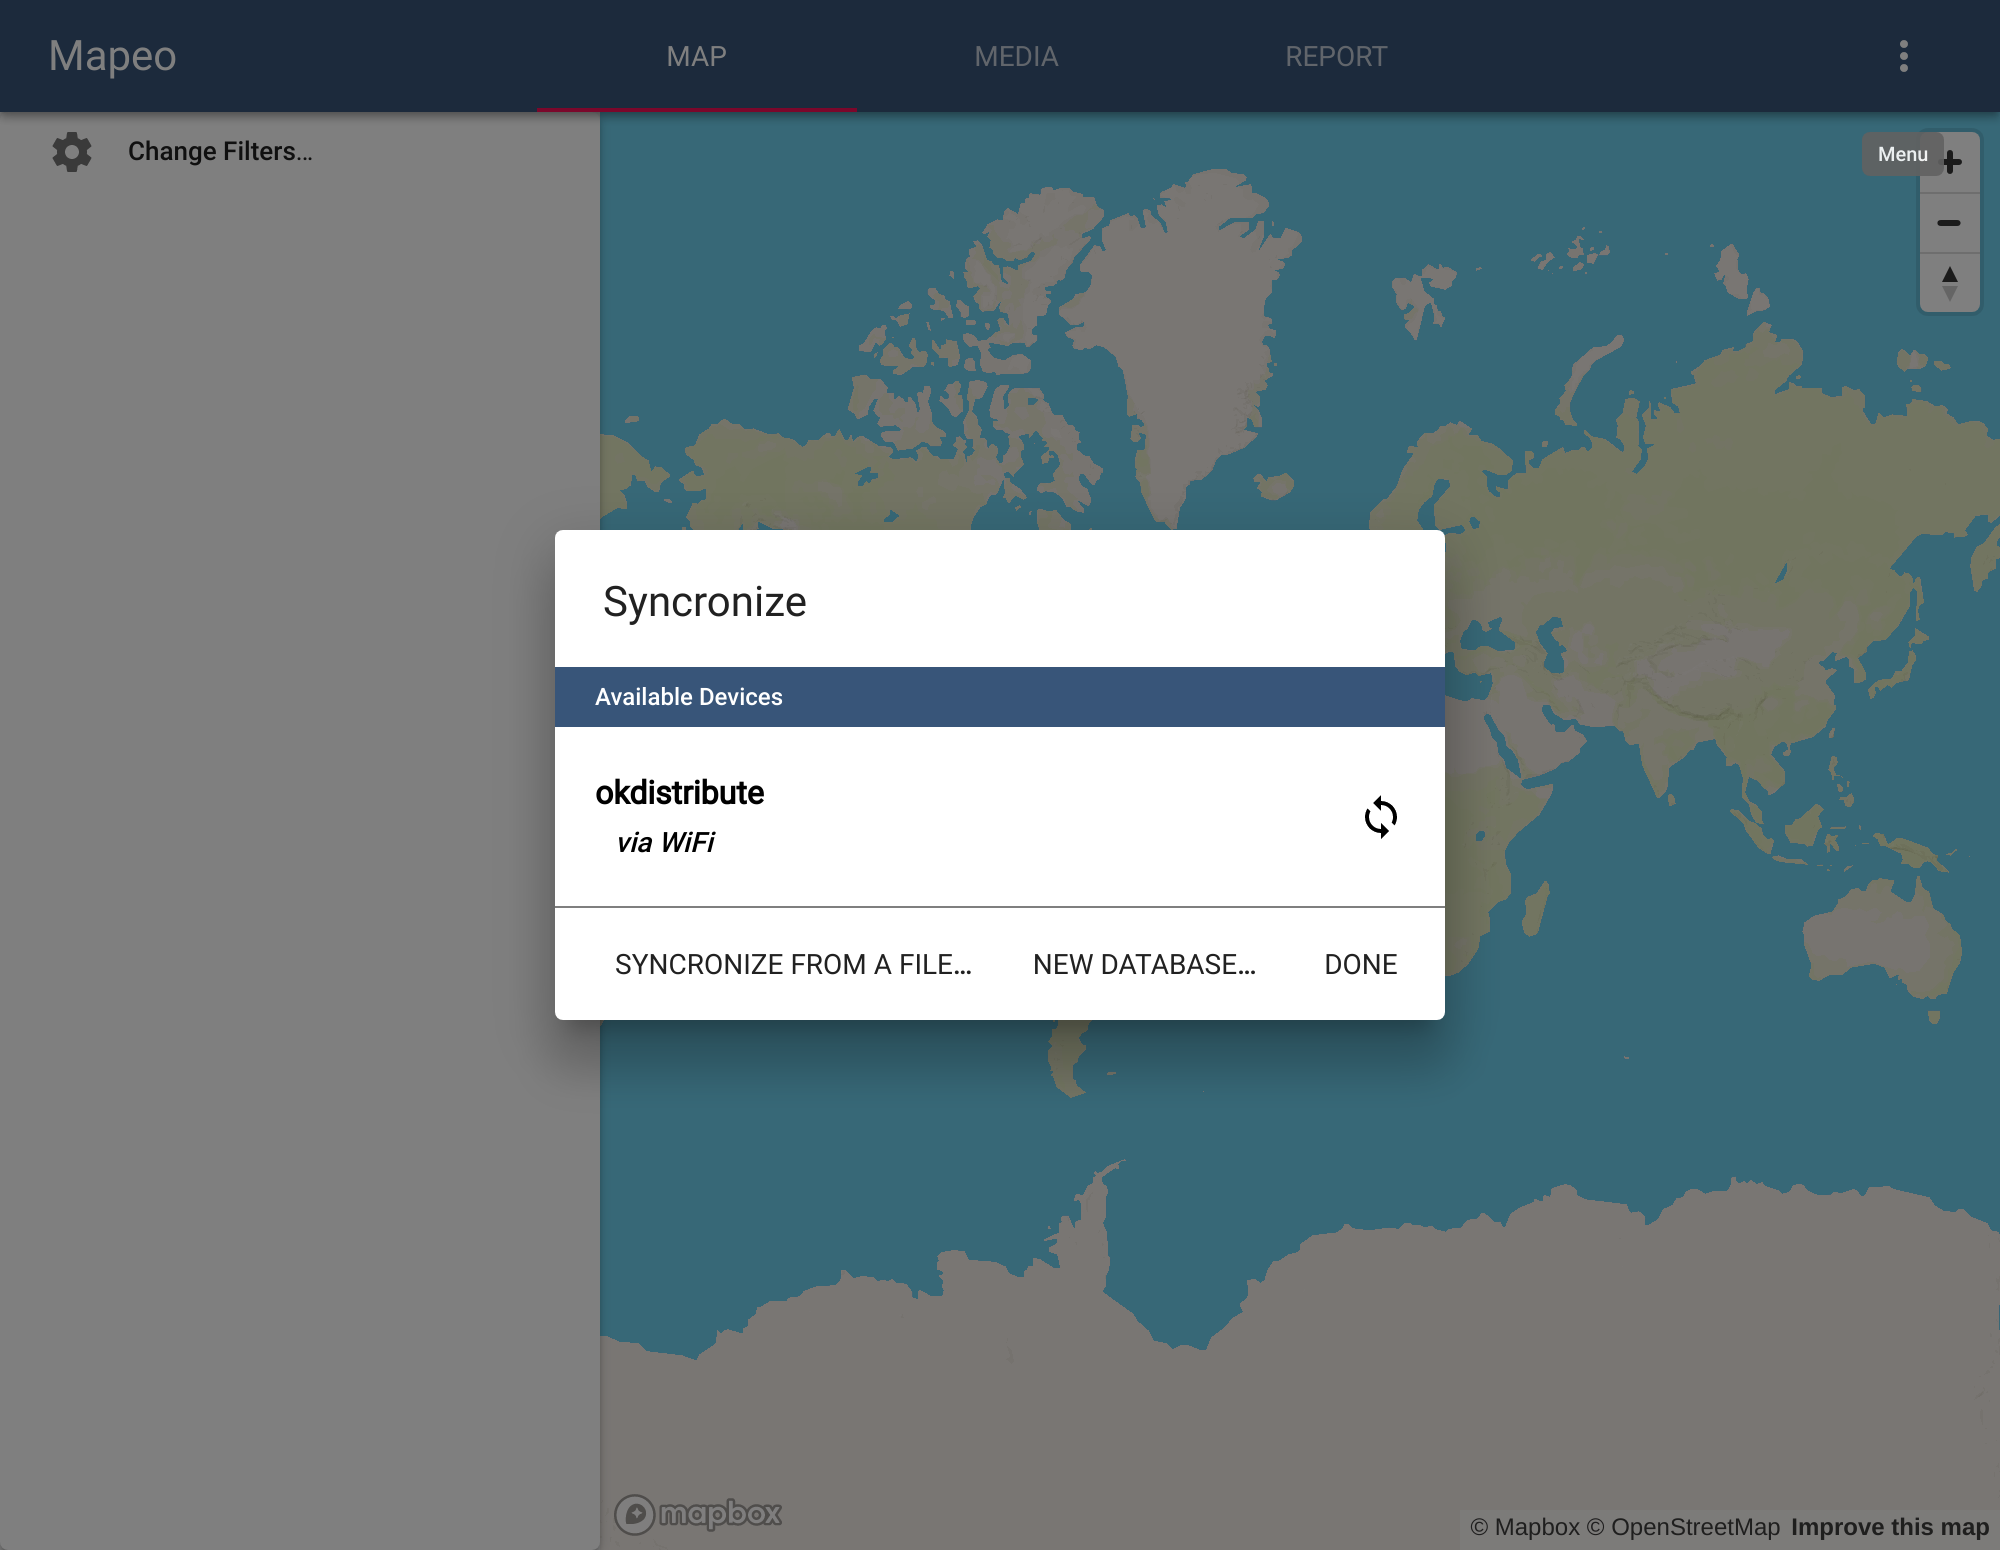 Mapeo
MAP
MEDIA
REPORT
Change Filters...
Menu
Syncronize
Available Devices
okdistribute
via WiFi
SYNCRONIZE FROM A FILE...
NEW DATABASE...
DONE
mapbox
© Mapbox © OpenStreetMap Improve this map